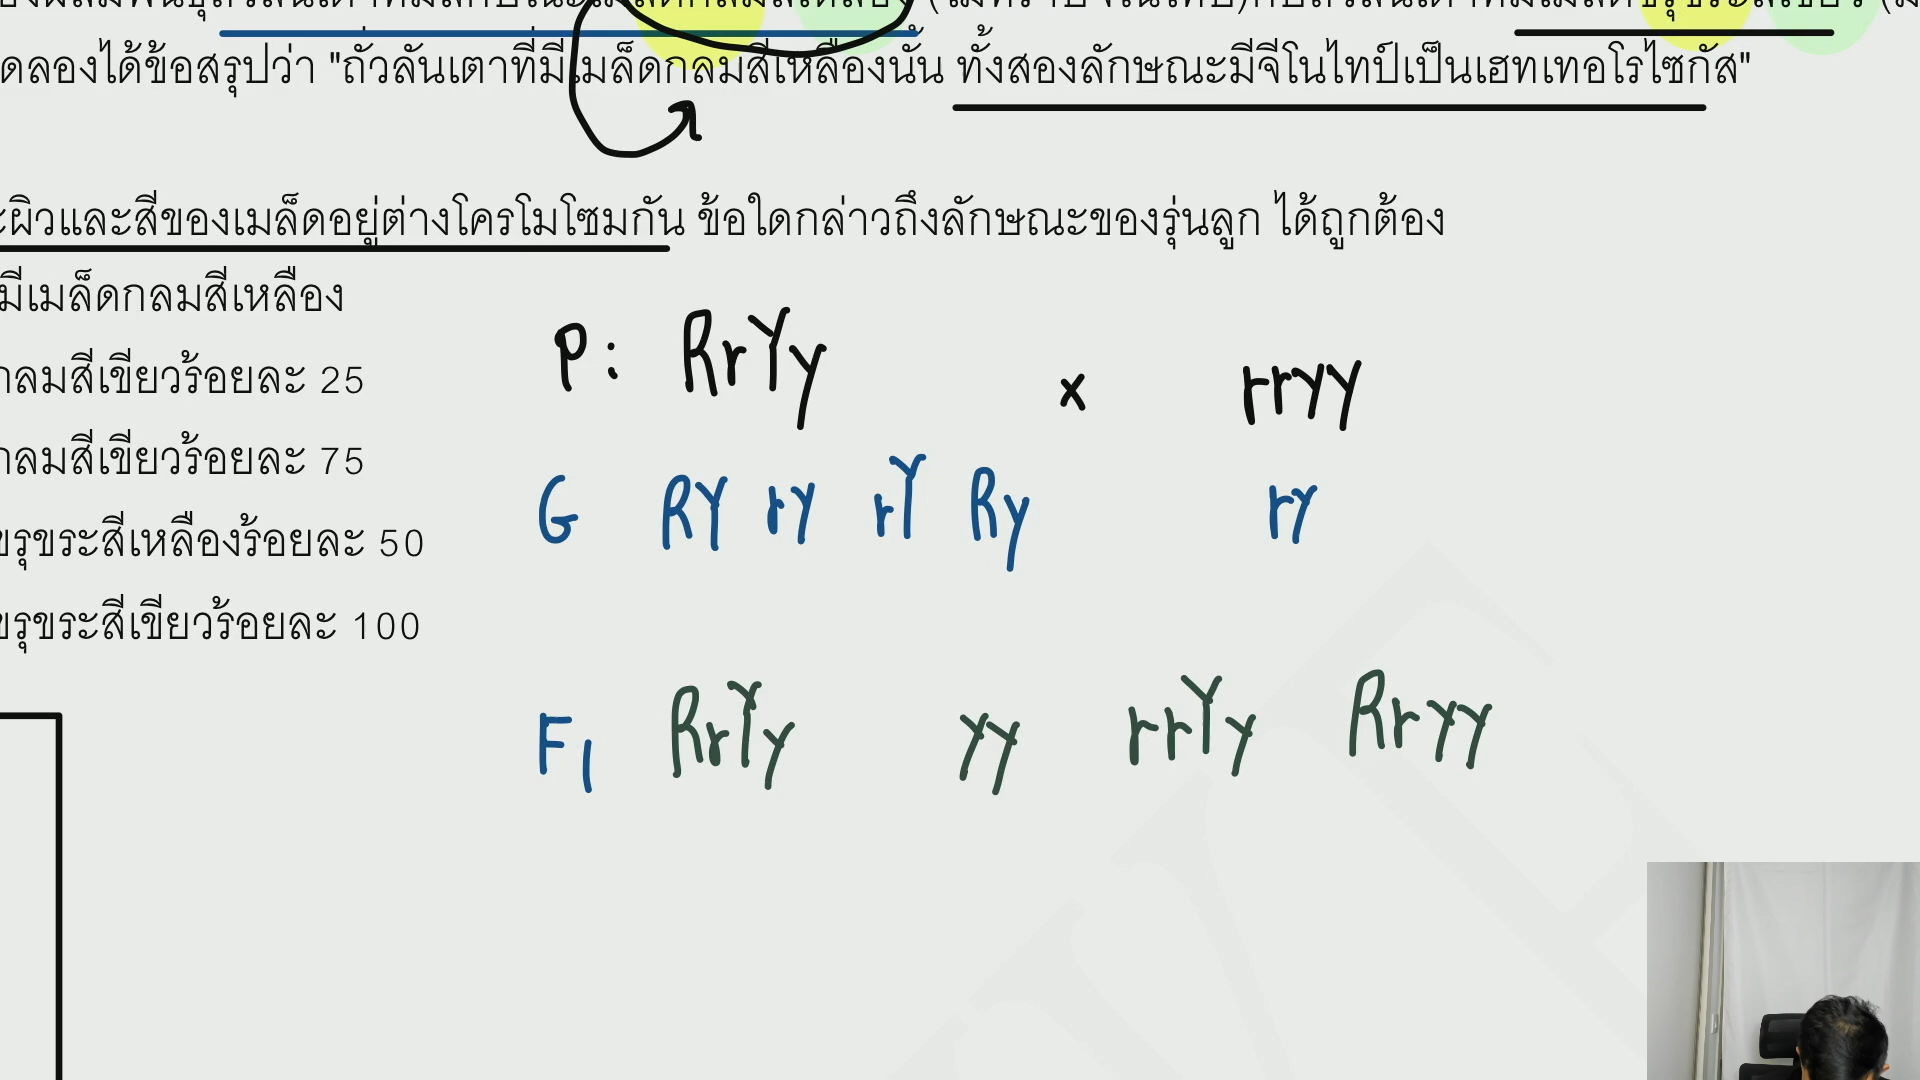 ดลองได้ข้อสรุปว่า "ถั่วลันเตาที่มีเมล็ดกลมสีเหลืองนั้น ทั้งสองลักษณะมีจีโนไทป์เป็นเฮทเทอโรไซกัส"
ะผิวและสีของเมล็ดอยู่ต่างโครโมโซมกัน ข้อใดกล่าวถึงลักษณะของรุ่นลูก ได้ถูกต้อง
มีเมล็ดกลมสีเหลือง
กลมสีเขียวร้อยละ 25
กลมสีเขียวร้อยละ 75
ขรุขระสีเหลืองร้อยละ 50
ขรุขระสีเขียวร้อยละ 100
P: RrYy x rryy
G RY ry rY Ry ry
F1 RrYy yy rrYy Rryy